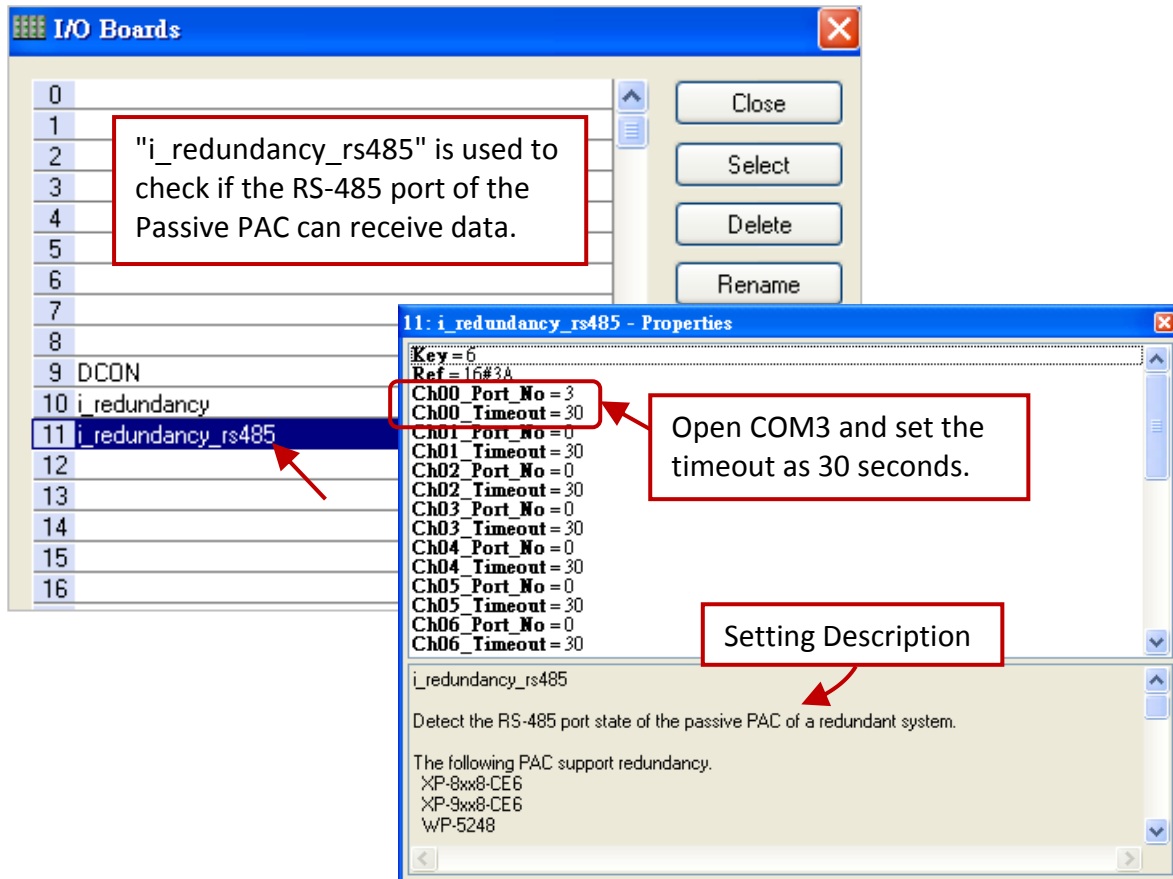 I/O Boards
0
1
2
3
4
5
6
7
8
9 DCON
10 i_redundancy
11 i_redundancy_rs485
12
13
14
15
16
"i_redundancy_rs485" is used to
check if the RS-485 port of the
Passive PAC can receive data.
Close
Select
Delete
Rename
11: i_redundancy_rs485 - Properties
Key = 6
Ref = 16#3A
Ch00_Port_No = 3
Ch00_Timeout = 30
Ch01_Port_No = 0
Ch01_Timeout = 30
Ch02_Port_No = 0
Ch02_Timeout = 30
Ch03_Port_No = 0
Ch03_Timeout = 30
Ch04_Port_No = 0
Ch04_Timeout = 30
Ch05_Port_No = 0
Ch05_Timeout = 30
Ch06_Port_No = 0
Ch06_Timeout = 30
Open COM3 and set the
timeout as 30 seconds.
Setting Description
i_redundancy_rs485
Detect the RS-485 port state of the passive PAC of a redundant system.
The following PAC support redundancy.
XP-8xx8-CE6
XP-9xx8-CE6
WP-5248